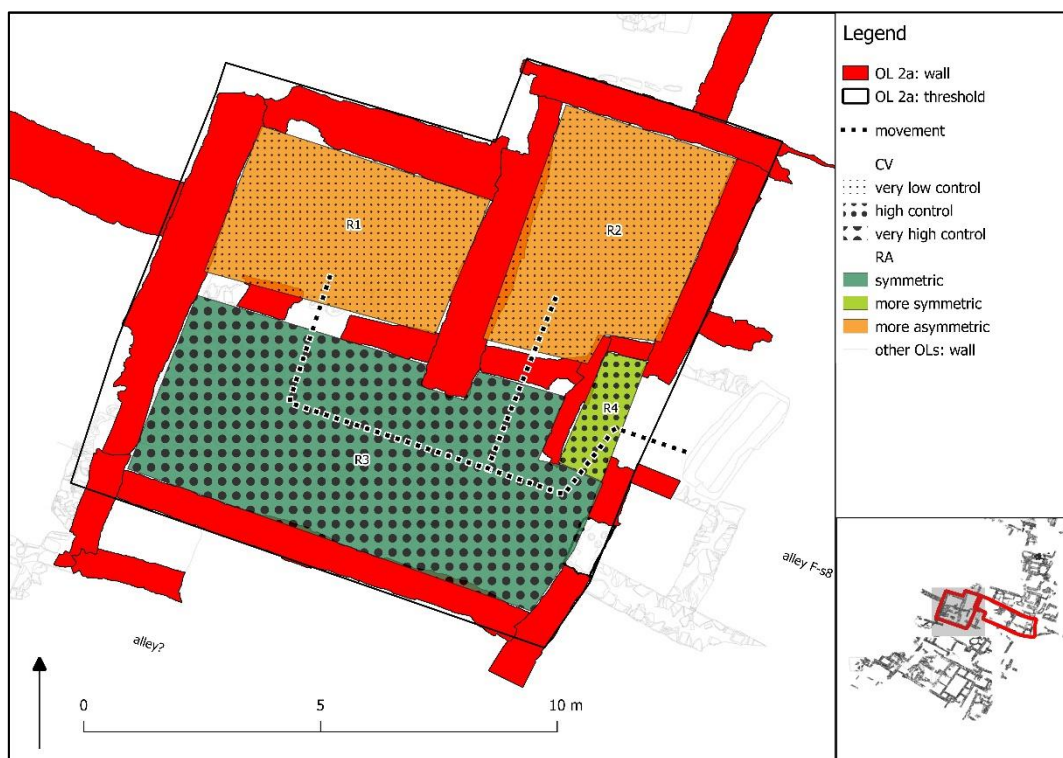 R1
R2
R4
R3
alley F-s8
alley?
0
5
10 m
Legend
OL 2a: wall
OL 2a: threshold
movement
CV
very low control
high control
very high control
RA
symmetric
more symmetric
more asymmetric
other OLs: wall